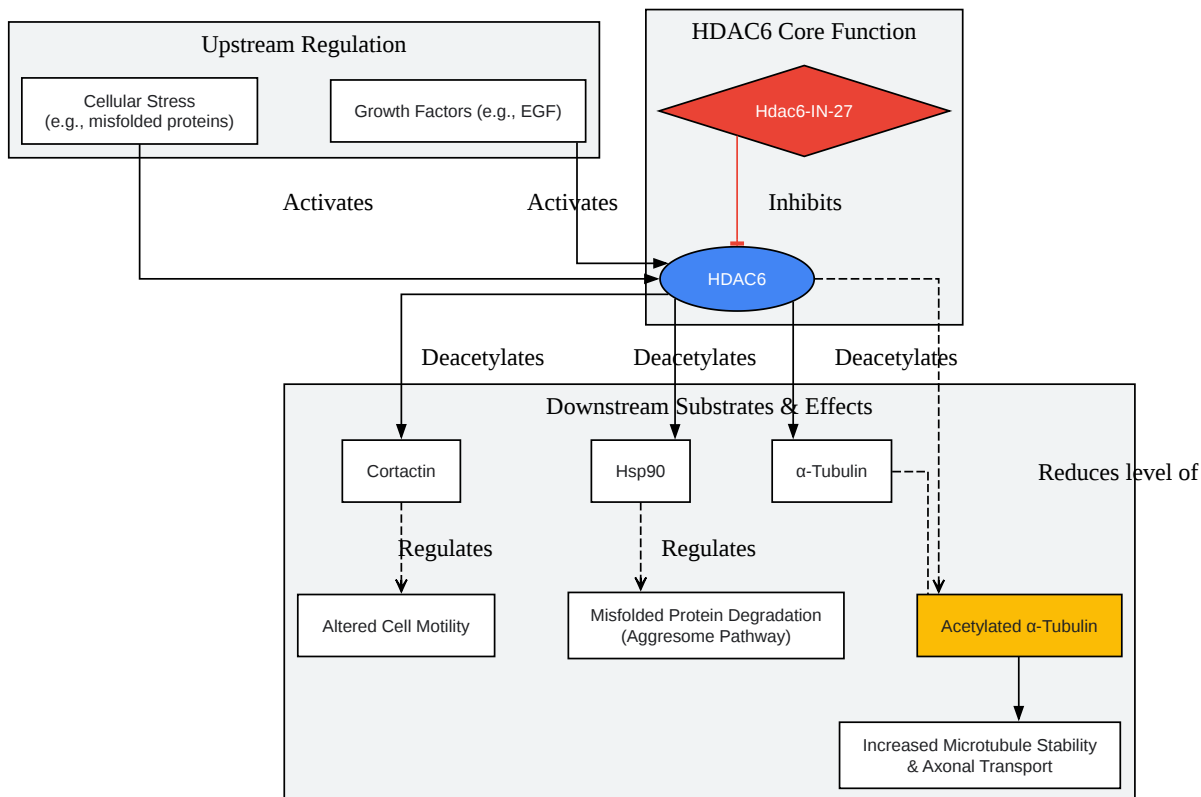 Upstream Regulation
HDAC6 Core Function
Cellular Stress
(e.g., misfolded proteins)
Growth Factors (e.g., EGF)
Hdac6-IN-27
Activates
Activates
Inhibits
HDAC6
Deacetylates
Deacetylates
Deacetylates
Downstream Substrates & Effects
Cortactin
Hsp90
α-Tubulin
Reduces level of
Regulates
Regulates
Altered Cell Motility
Misfolded Protein Degradation
(Aggresome Pathway)
Acetylated α-Tubulin
Increased Microtubule Stability
& Axonal Transport